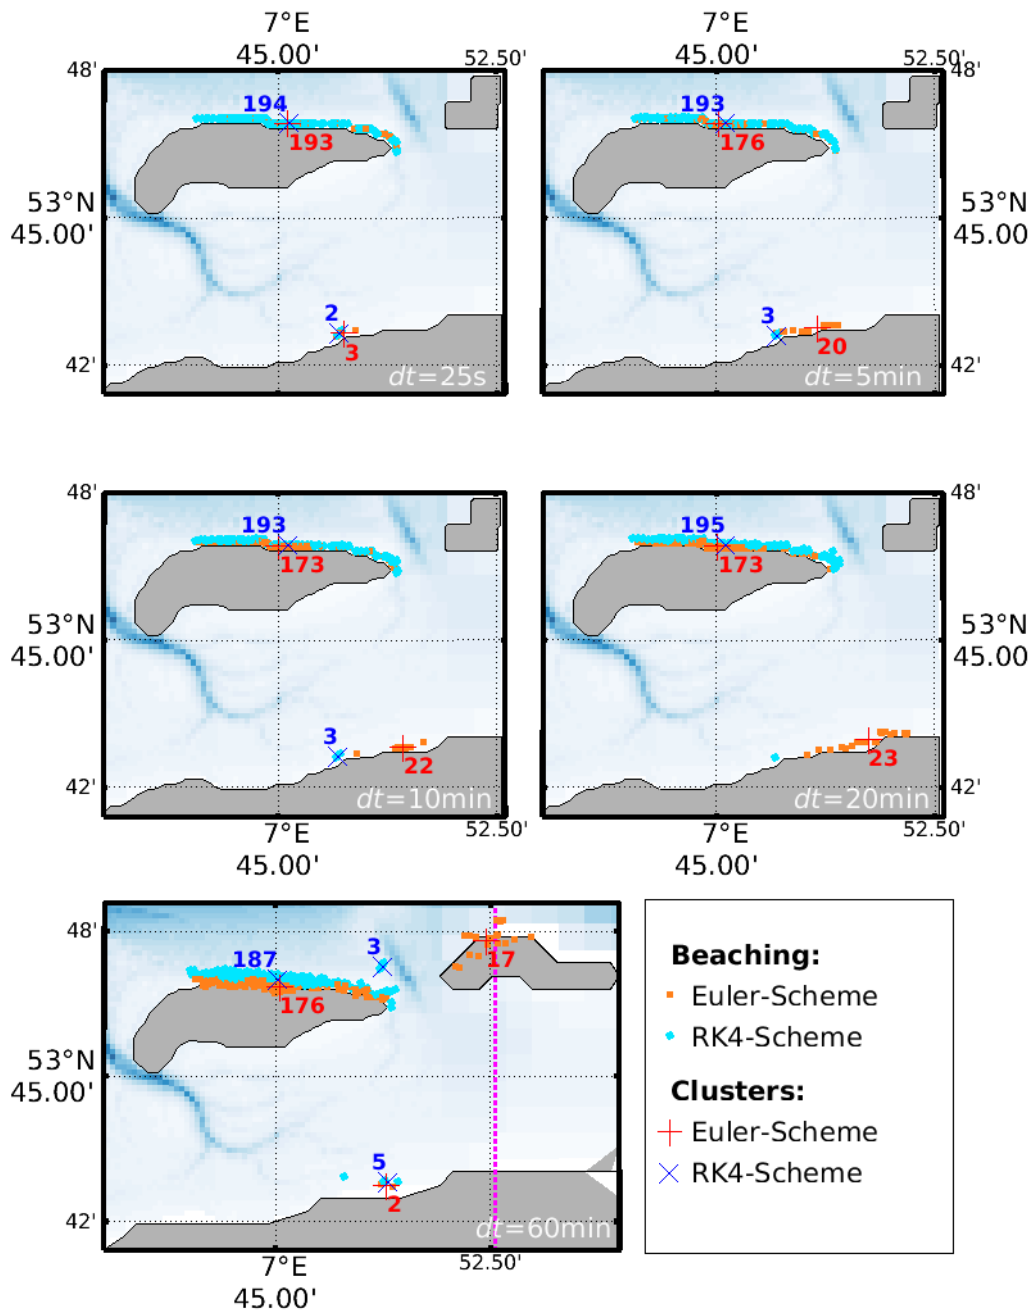 7°E
45.00'
52.50'
7°E
45.00'
52.50'
48'
194
193
193
176
48'
53°N
45.00'
53°N
45.00
2
3
3
20
42'
dt=25s
dt=5min
42'
48'
193
173
195
173
48'
53°N
45.00'
53°N
45.00
3
22
23
42'
dt=10min
dt=20min
42'
7°E
45.00'
52.50'
7°E
45.00'
52.50'
48'
187
3
17
176
53°N
45.00'
5
2
42'
dt=60min
7°E
45.00'
52.50'
Beaching:
Euler-Scheme
RK4-Scheme
Clusters:
Euler-Scheme
RK4-Scheme